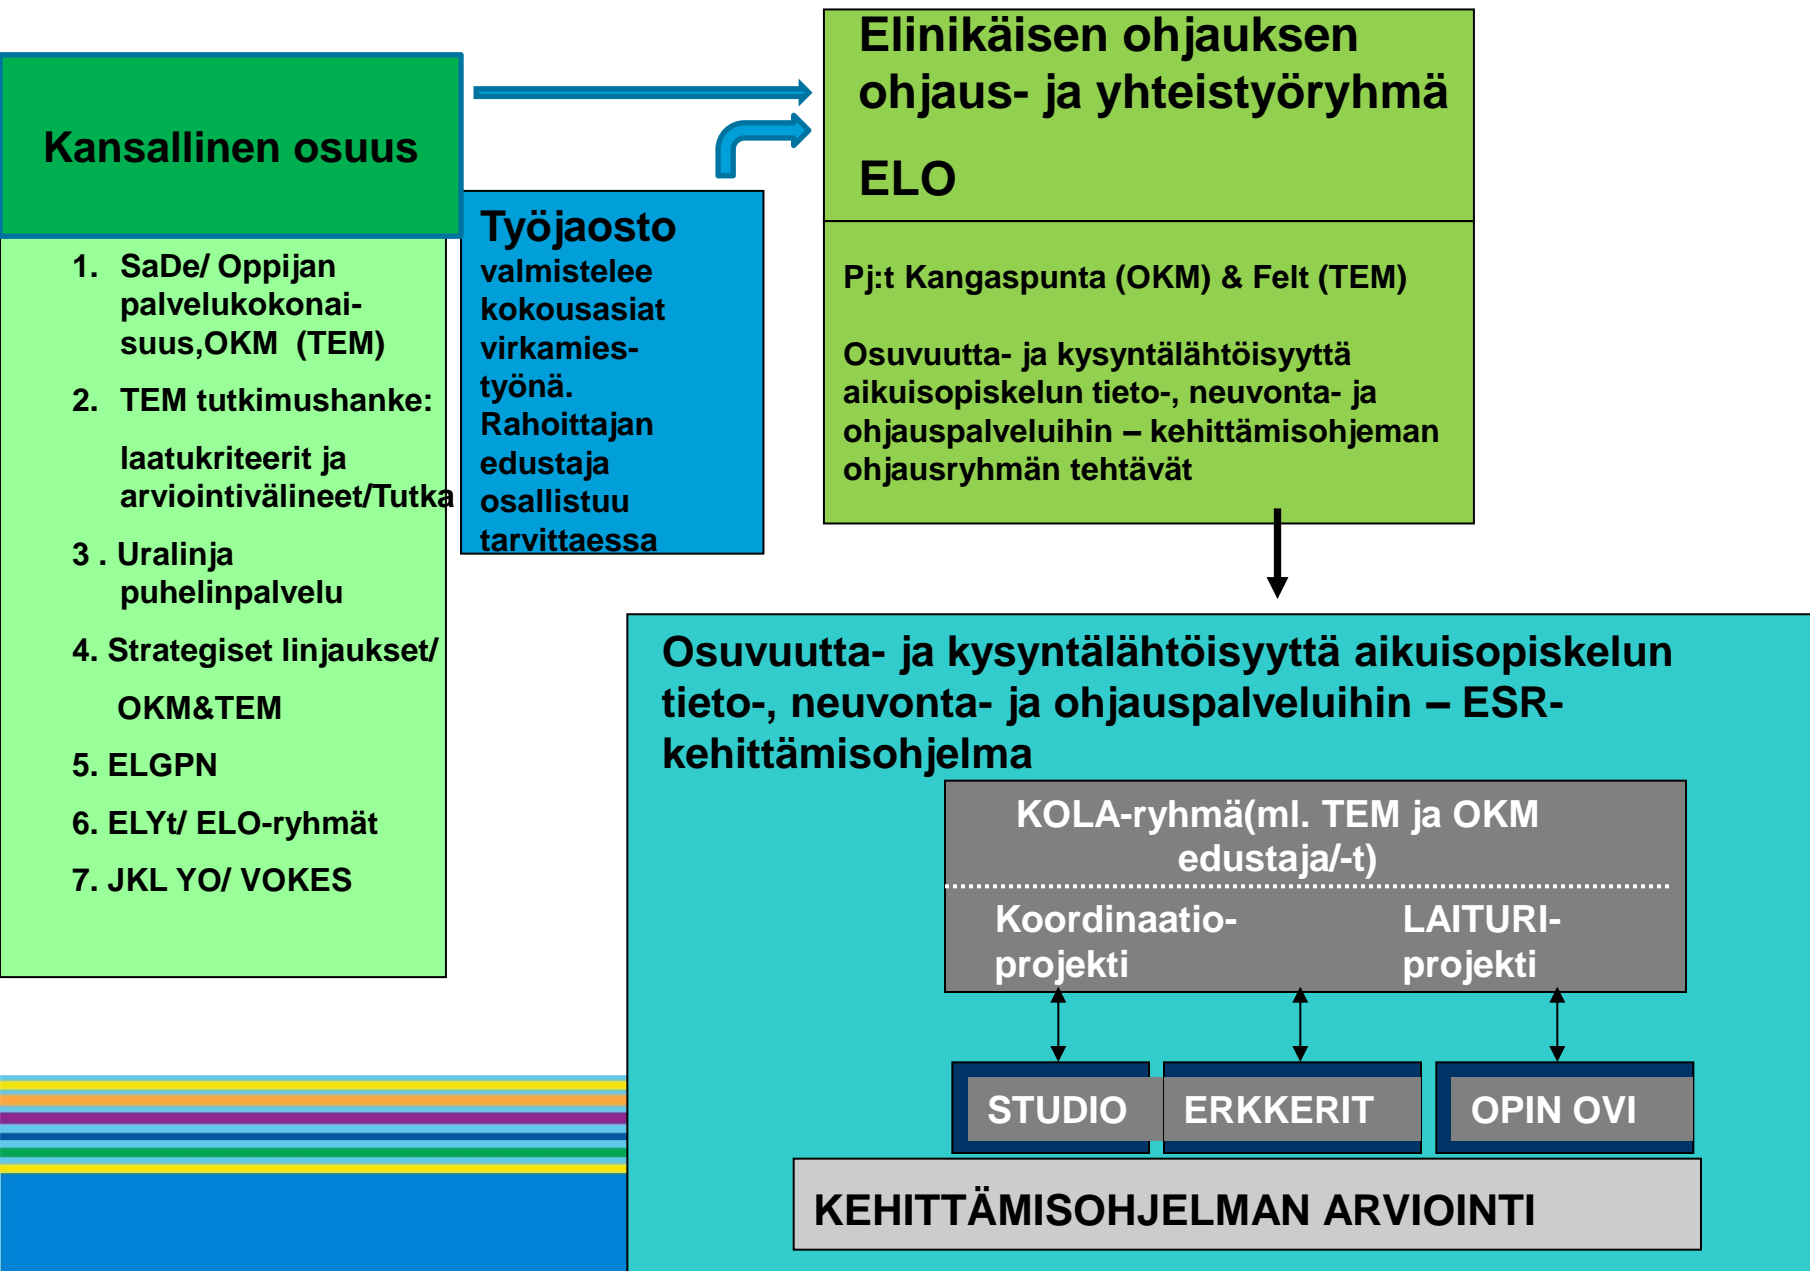 Kansallinen osuus
1. SaDe/ Oppijan
palvelukokonai-
suus,OKM (TEM)
2. TEM tutkimushanke:
laatukriteerit ja
arviointivälineet/Tutka
3 . Uralinja
puhelinpalvelu
4. Strategiset linjaukset/
OKM&TEM
5. ELGPN
6. ELYt/ ELO-ryhmät
7. JKL YO/ VOKES
Työjaosto
valmistelee
kokousasiat
virkamies-
työnä.
Rahoittajan
edustaja
osallistuu
tarvittaessa
Elinikäisen ohjauksen
ohjaus- ja yhteistyöryhmä
ELO
Pj:t Kangaspunta (OKM) & Felt (TEM)
Osuvuutta- ja kysyntälähtöisyyttä
aikuisopiskelun tieto-, neuvonta- ja
ohjauspalveluihin – kehittämisohjeman
ohjausryhmän tehtävät
Osuvuutta- ja kysyntälähtöisyyttä aikuisopiskelun
tieto-, neuvonta- ja ohjauspalveluihin – ESR-
kehittämisohjelma
KOLA-ryhmä(ml. TEM ja OKM
edustaja/-t)
Koordinaatio-
projekti
LAITURI-
projekti
STUDIO
ERKKERIT
OPIN OVI
KEHITTÄMISOHJELMAN ARVIOINTI